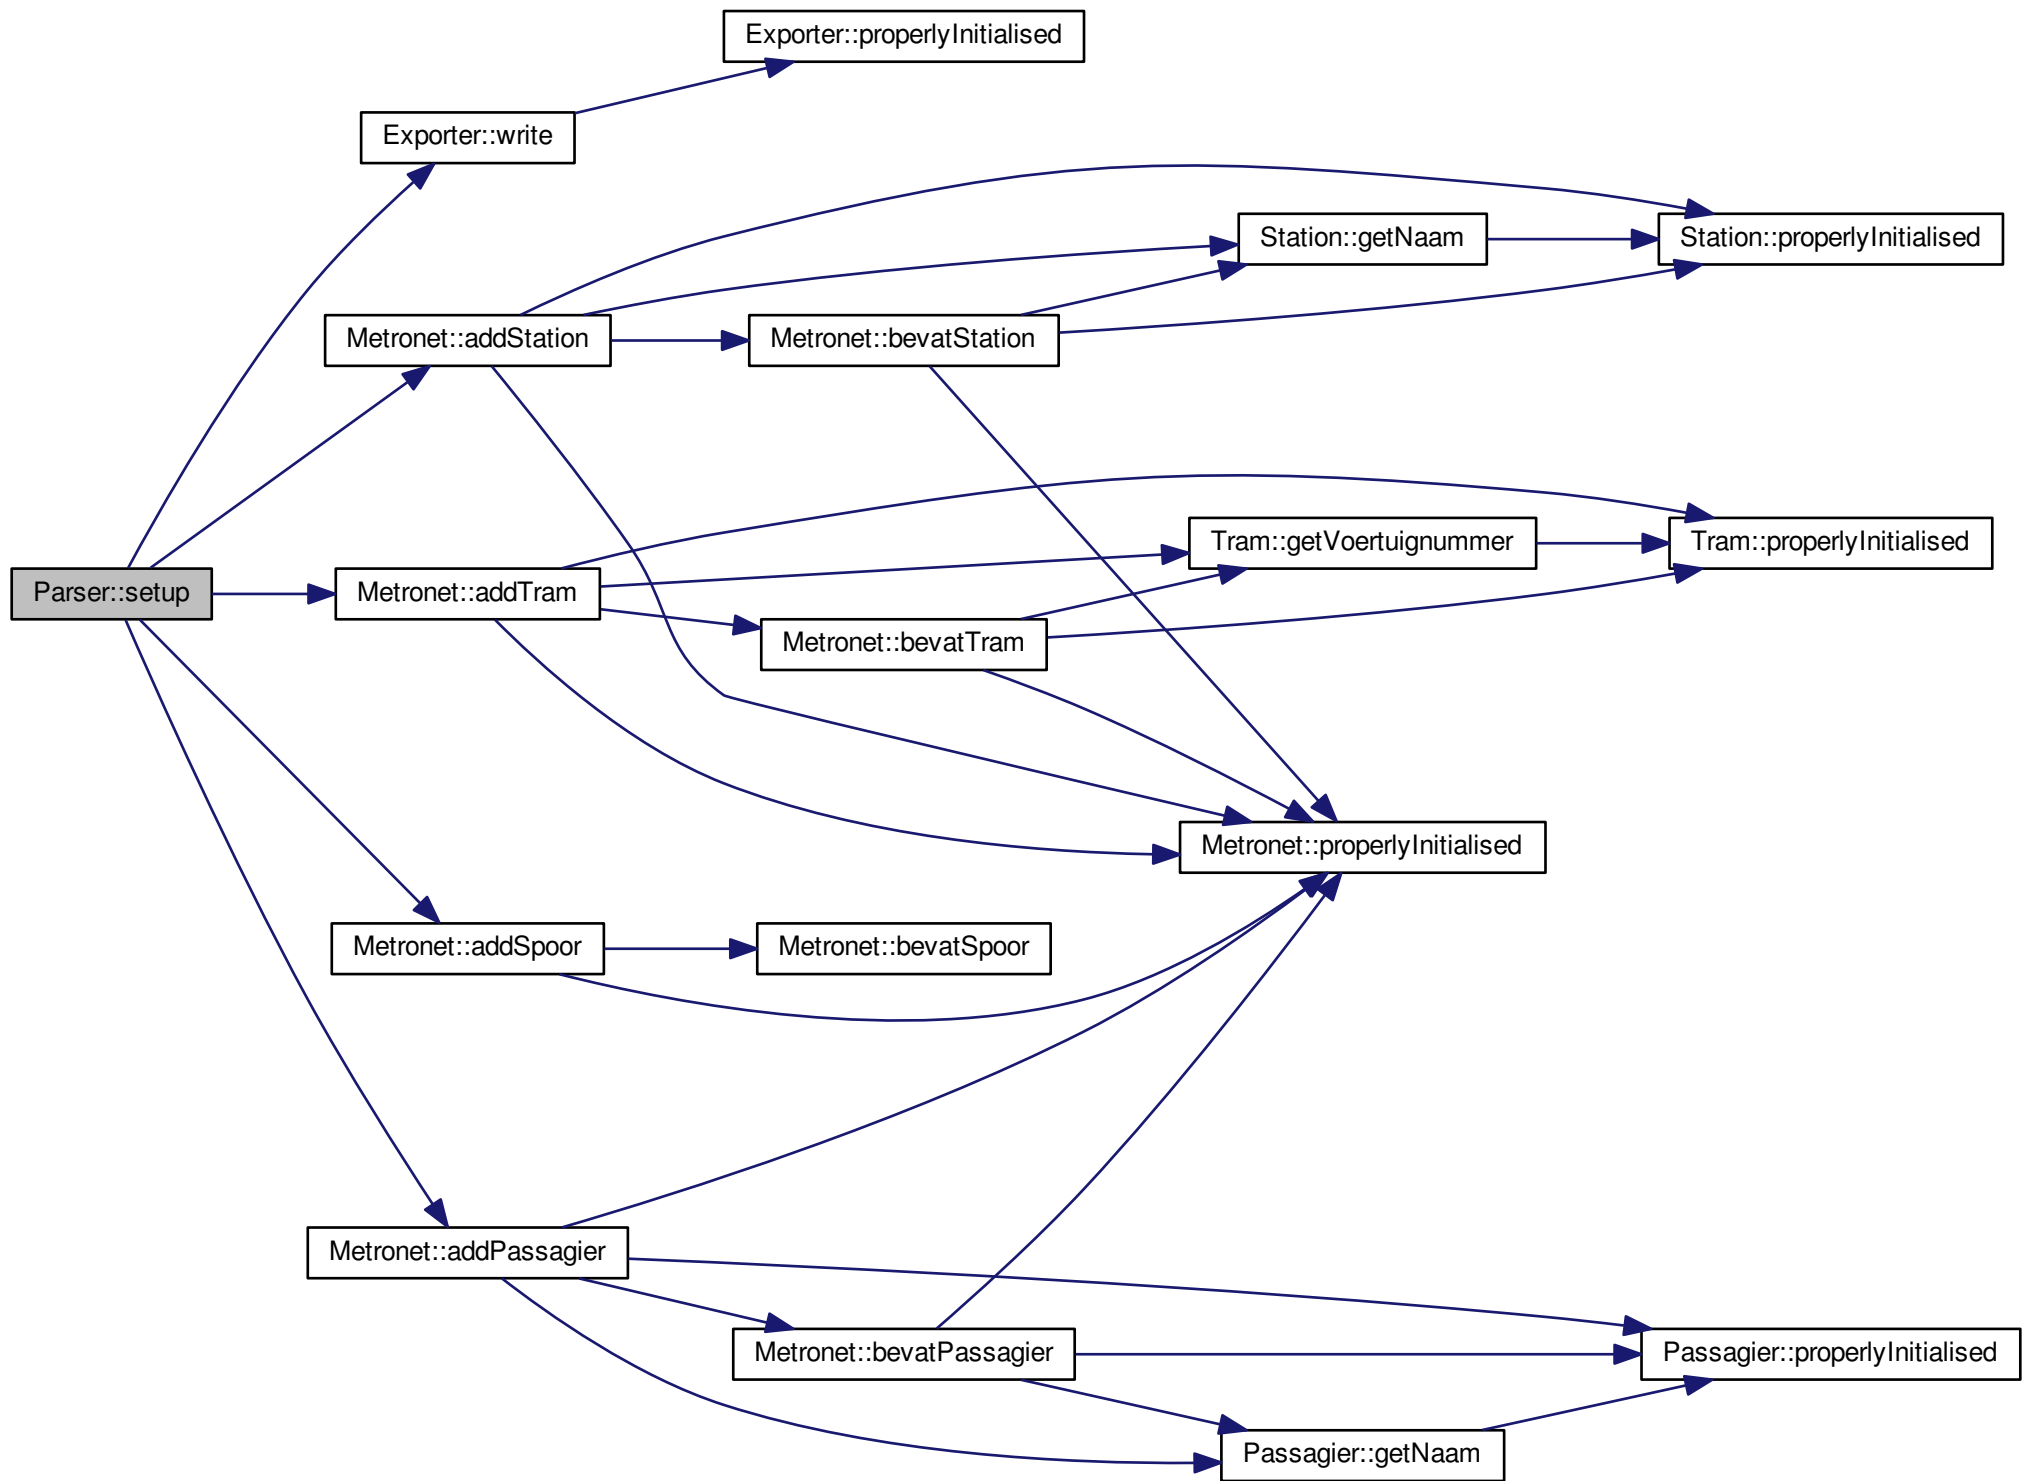 Exporter::properlyInitialised
Exporter::write
Station::getNaam
Station::properlyInitialised
Metronet::addStation
Metronet::bevatStation
Tram::getVoertuignummer
Tram::properlyInitialised
Parser::setup
Metronet::addTram
Metronet::bevatTram
Metronet::properlyInitialised
Metronet::addSpoor
Metronet::bevatSpoor
Metronet::addPassagier
Metronet::bevatPassagier
Passagier::properlyInitialised
Passagier::getNaam